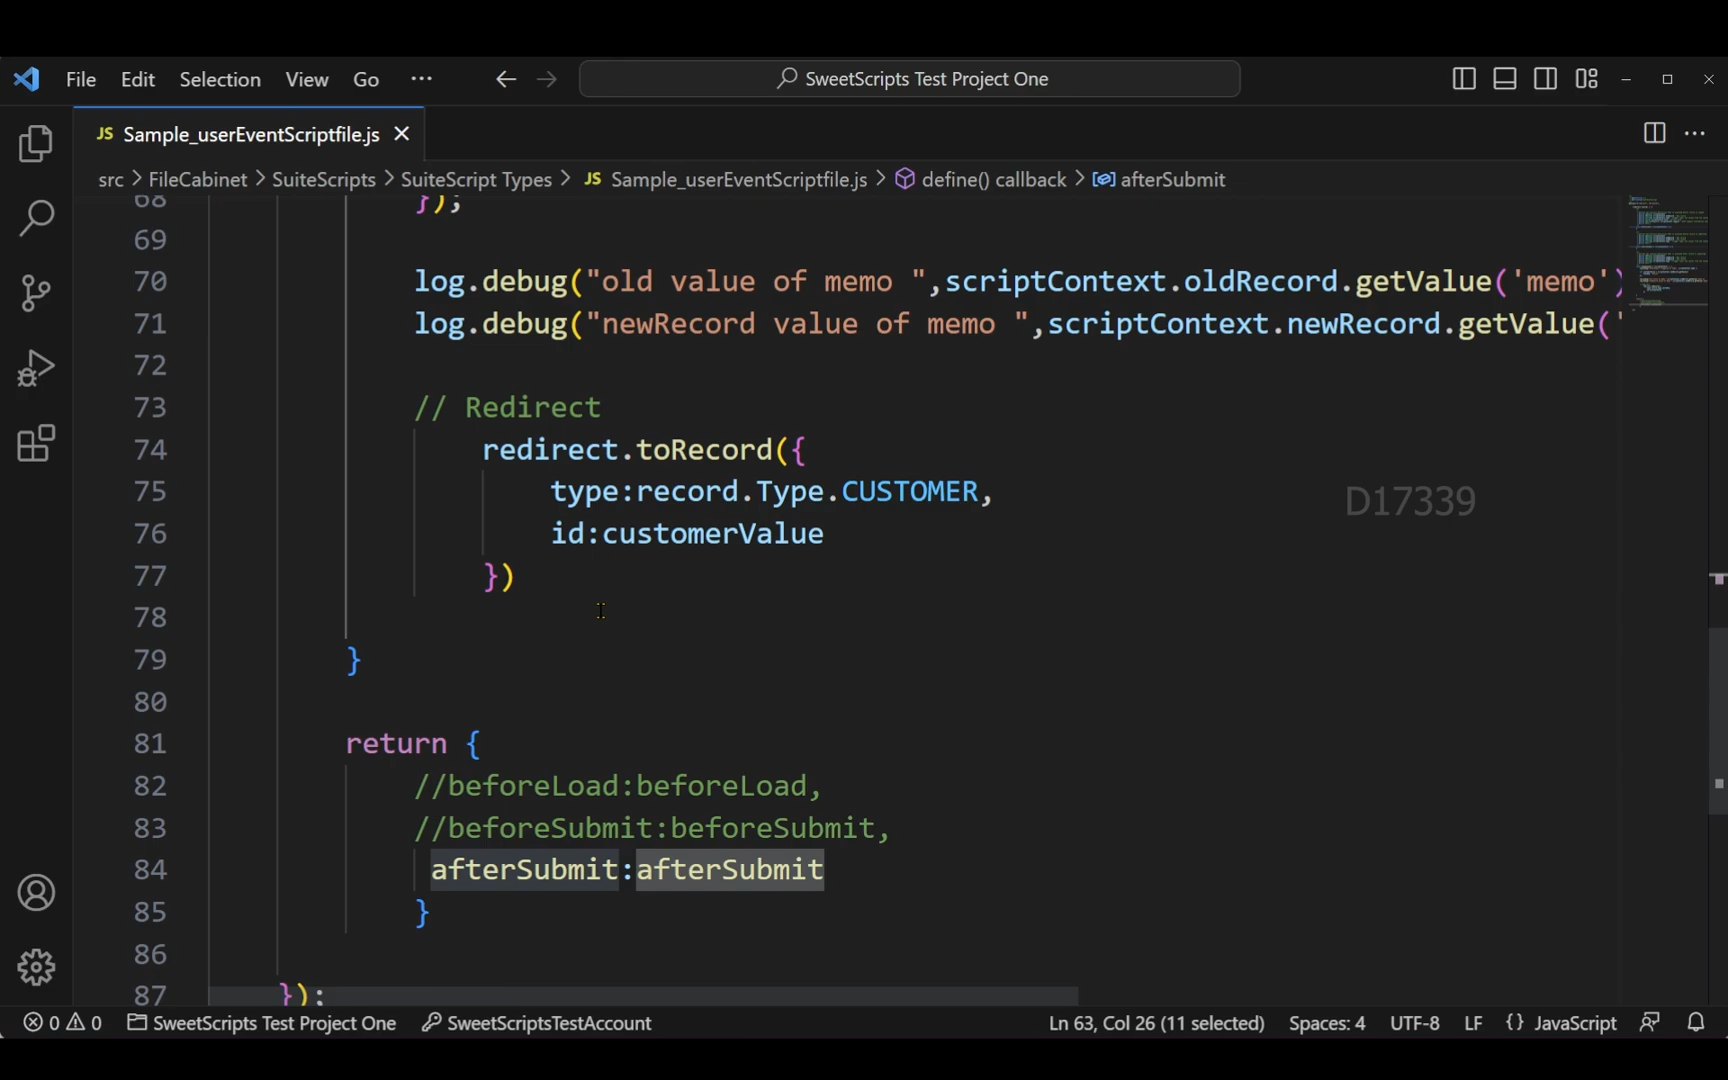 File Edit Selection View Go ··· SweetScripts Test Project One
JS Sample_userEventScriptfile.js
src > FileCabinet > SuiteScripts > SuiteScript Types > JS Sample_userEventScriptfile.js > define() callback > afterSubmit
68 });
69
70 log.debug("old value of memo ",scriptContext.oldRecord.getValue('memo')
71 log.debug("newRecord value of memo ",scriptContext.newRecord.getValue('
72
73 // Redirect
74 redirect.toRecord({
75 type:record.Type.CUSTOMER,
D17339
76 id:customerValue
77 })
78
79 }
80
81 return {
82 //beforeLoad:beforeLoad,
83 //beforeSubmit:beforeSubmit,
84 afterSubmit:afterSubmit
85 }
86
87 });
0 0 SweetScripts Test Project One SweetScriptsTestAccount Ln 63, Col 26 (11 selected) Spaces: 4 UTF-8 LF {} JavaScript